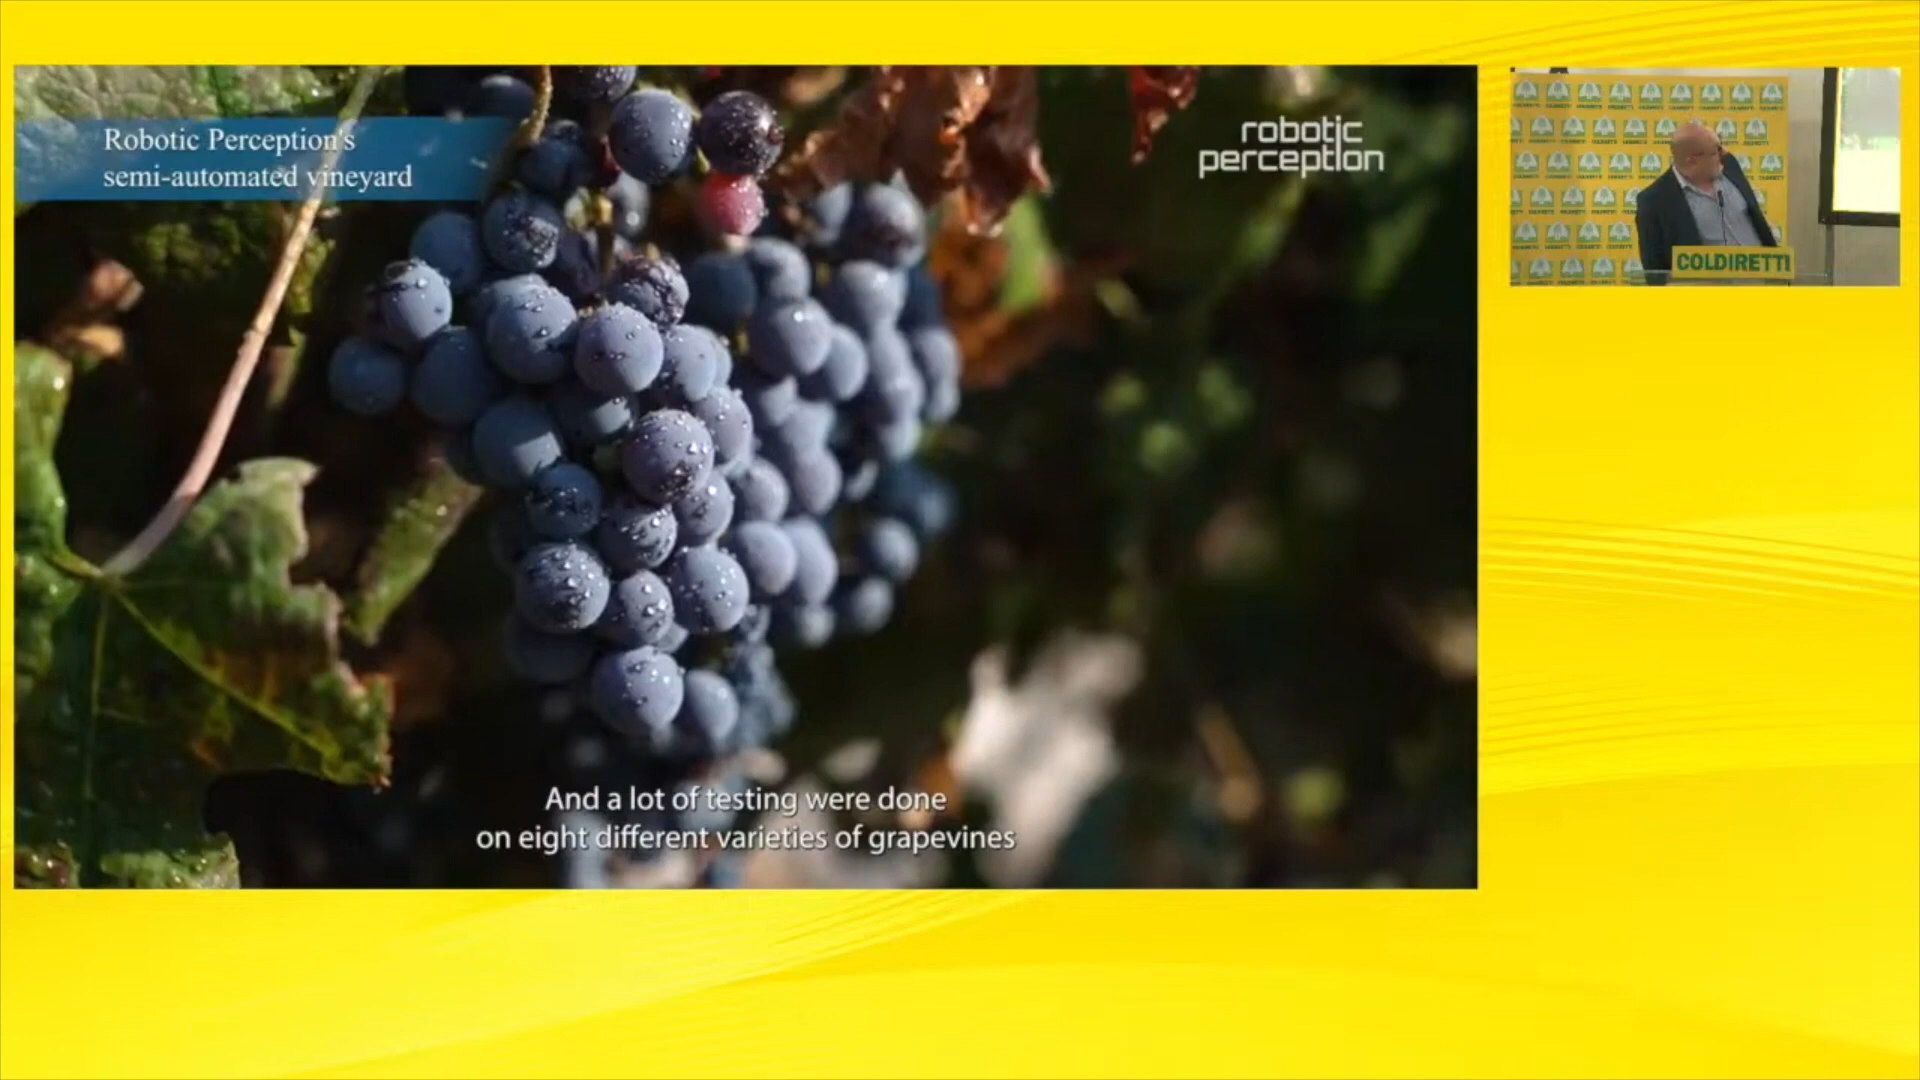 Robotic Perception's
semi-automated vineyard
robotic
perception
And a lot of testing were done
on eight different varieties of grapevines
COLDIRETTI